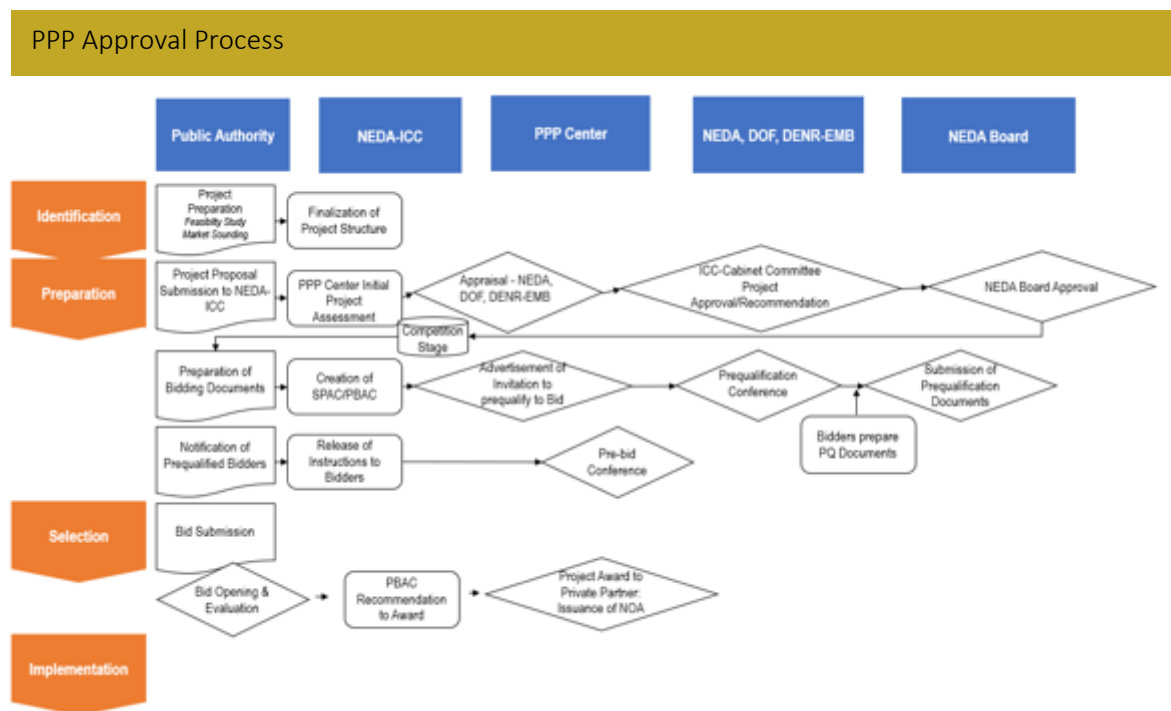 PPP Approval Process
Public Authority
NEDA-ICC
PPP Center
NEDA, DOF, DENR-EMB
NEDA Board
Identification
Project
Preparation
Feasibilty Study
Market Sounding
Finalization of
Project Structure
Preparation
Project Proposal
Submission to NEDA-
ICC
PPP Center Initial
Project
Assessment
Appraisal - NEDA,
DOF, DENR-EMB
ICC-Cabinet Committee
Project
Approval/Recommendation
NEDA Board Approval
Competition
Stage
Preparation of
Bidding Documents
Creation of
SPAC/PBAC
Advertisement of
Invitation to
prequalify to Bid
Prequalification
Conference
Submission of
Prequalification
Documents
Bidders prepare
PQ Documents
Notification of
Prequalified Bidders
Release of
Instructions to
Bidders
Pre-bid
Conference
Selection
Bid Submission
Bid Opening &
Evaluation
PBAC
Recommendation
to Award
Project Award to
Private Partner:
Issuance of NOA
Implementation